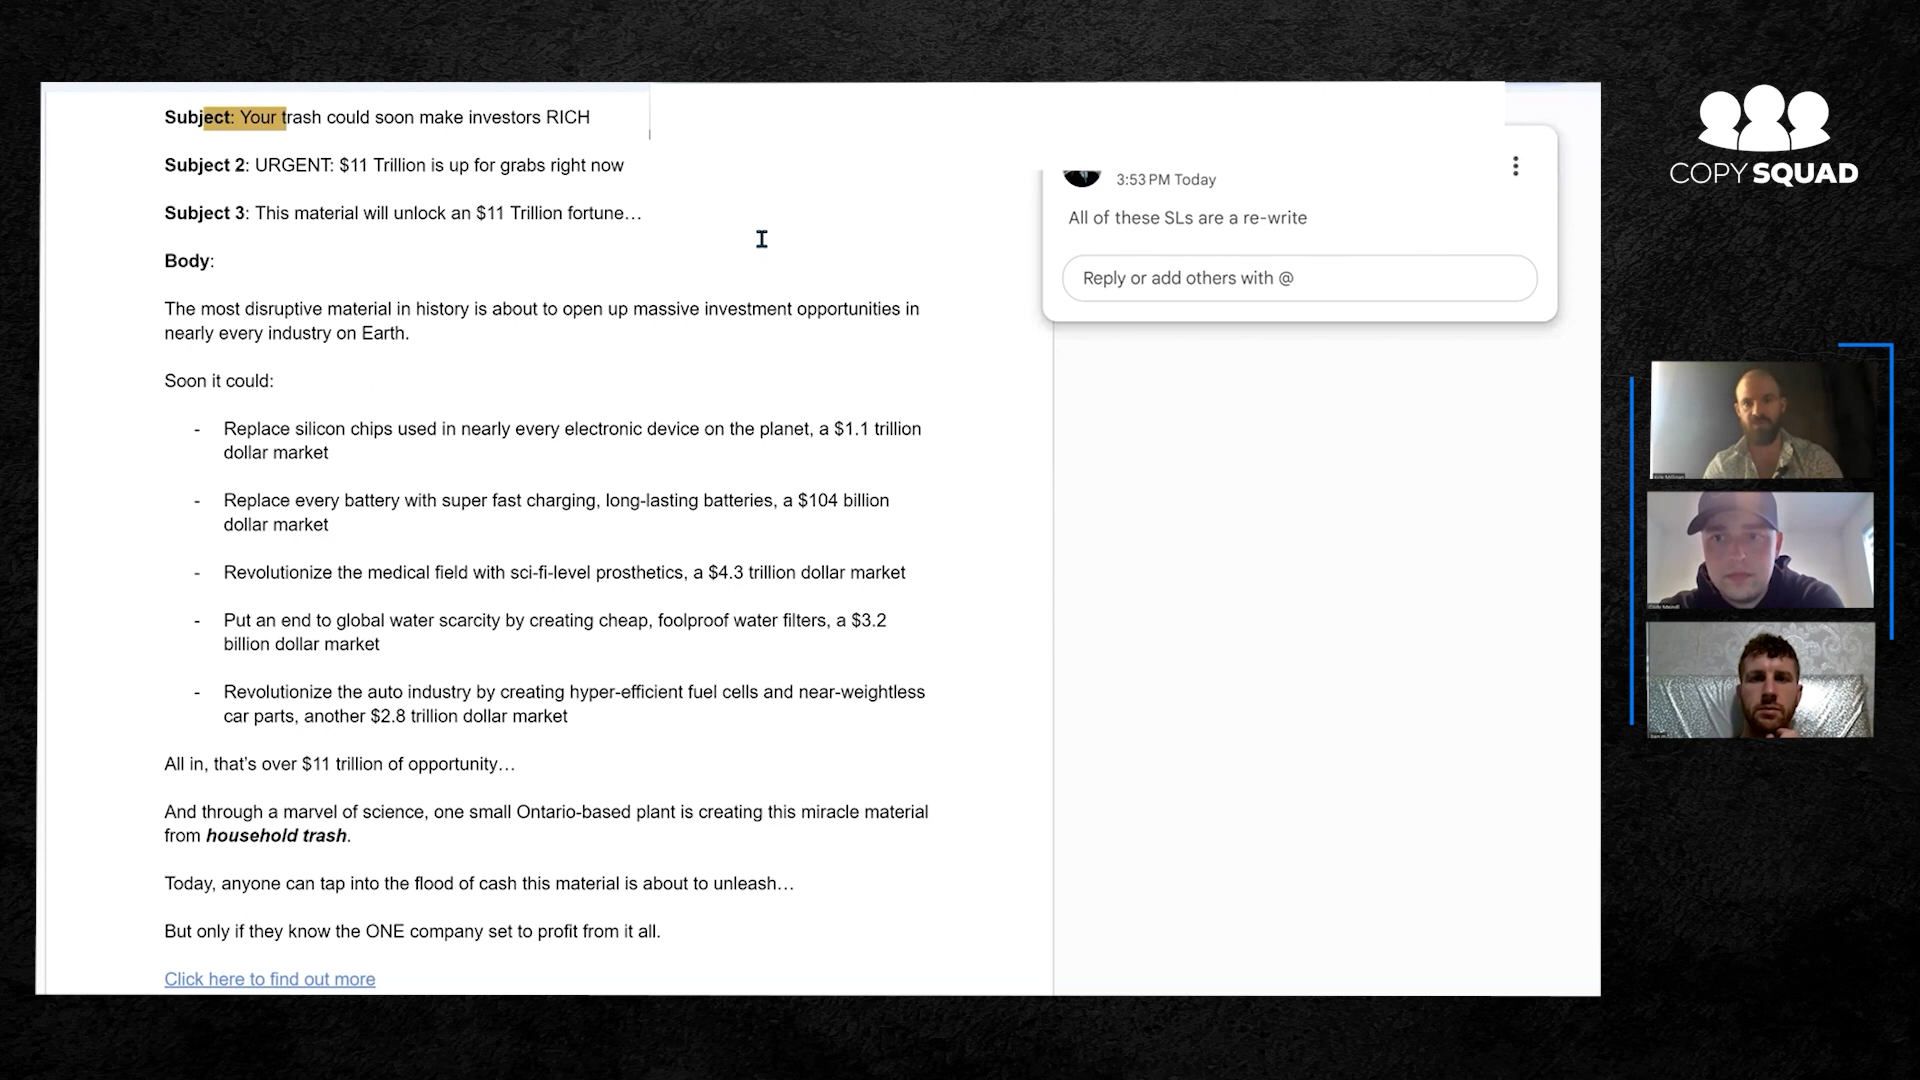 Subject: Your trash could soon make investors RICH
Subject 2: URGENT: $11 Trillion is up for grabs right now
Subject 3: This material will unlock an $11 Trillion fortune…
Body:
The most disruptive material in history is about to open up massive investment opportunities in
nearly every industry on Earth.
Soon it could:
- Replace silicon chips used in nearly every electronic device on the planet, a $1.1 trillion
dollar market
- Replace every battery with super fast charging, long-lasting batteries, a $104 billion
dollar market
- Revolutionize the medical field with sci-fi-level prosthetics, a $4.3 trillion dollar market
- Put an end to global water scarcity by creating cheap, foolproof water filters, a $3.2
billion dollar market
- Revolutionize the auto industry by creating hyper-efficient fuel cells and near-weightless
car parts, another $2.8 trillion dollar market
All in, that's over $11 trillion of opportunity…
And through a marvel of science, one small Ontario-based plant is creating this miracle material
from household trash.
Today, anyone can tap into the flood of cash this material is about to unleash…
But only if they know the ONE company set to profit from it all.
Click here to find out more
3:53 PM Today
All of these SLs are a re-write
Reply or add others with @
COPY SQUAD